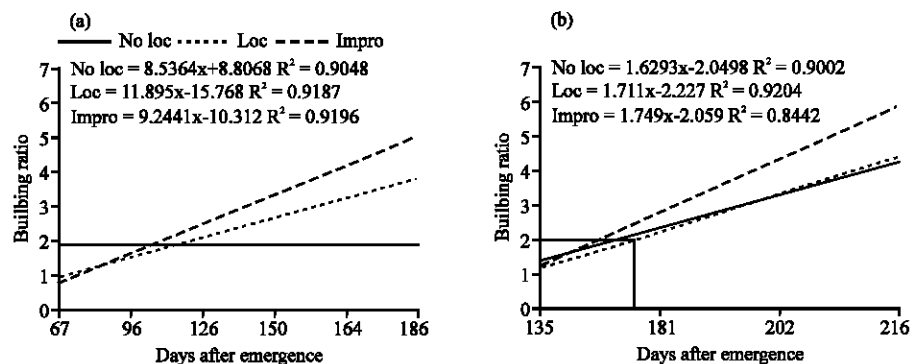 (a)
No loc Loc Impro
No loc = 8.5364x+8.8068 R² = 0.9048
Loc = 11.895x-15.768 R² = 0.9187
Impro = 9.2441x-10.312 R² = 0.9196
Builbing ratio
7
6
5
4
3
2
1
0
67 96 126 150 164 186
Days after emergence
(b)
No loc = 1.6293x-2.0498 R² = 0.9002
Loc = 1.711x-2.227 R² = 0.9204
Impro = 1.749x-2.059 R² = 0.8442
Builbing ratio
7
6
5
4
3
2
1
0
135 181 202 216
Days after emergence